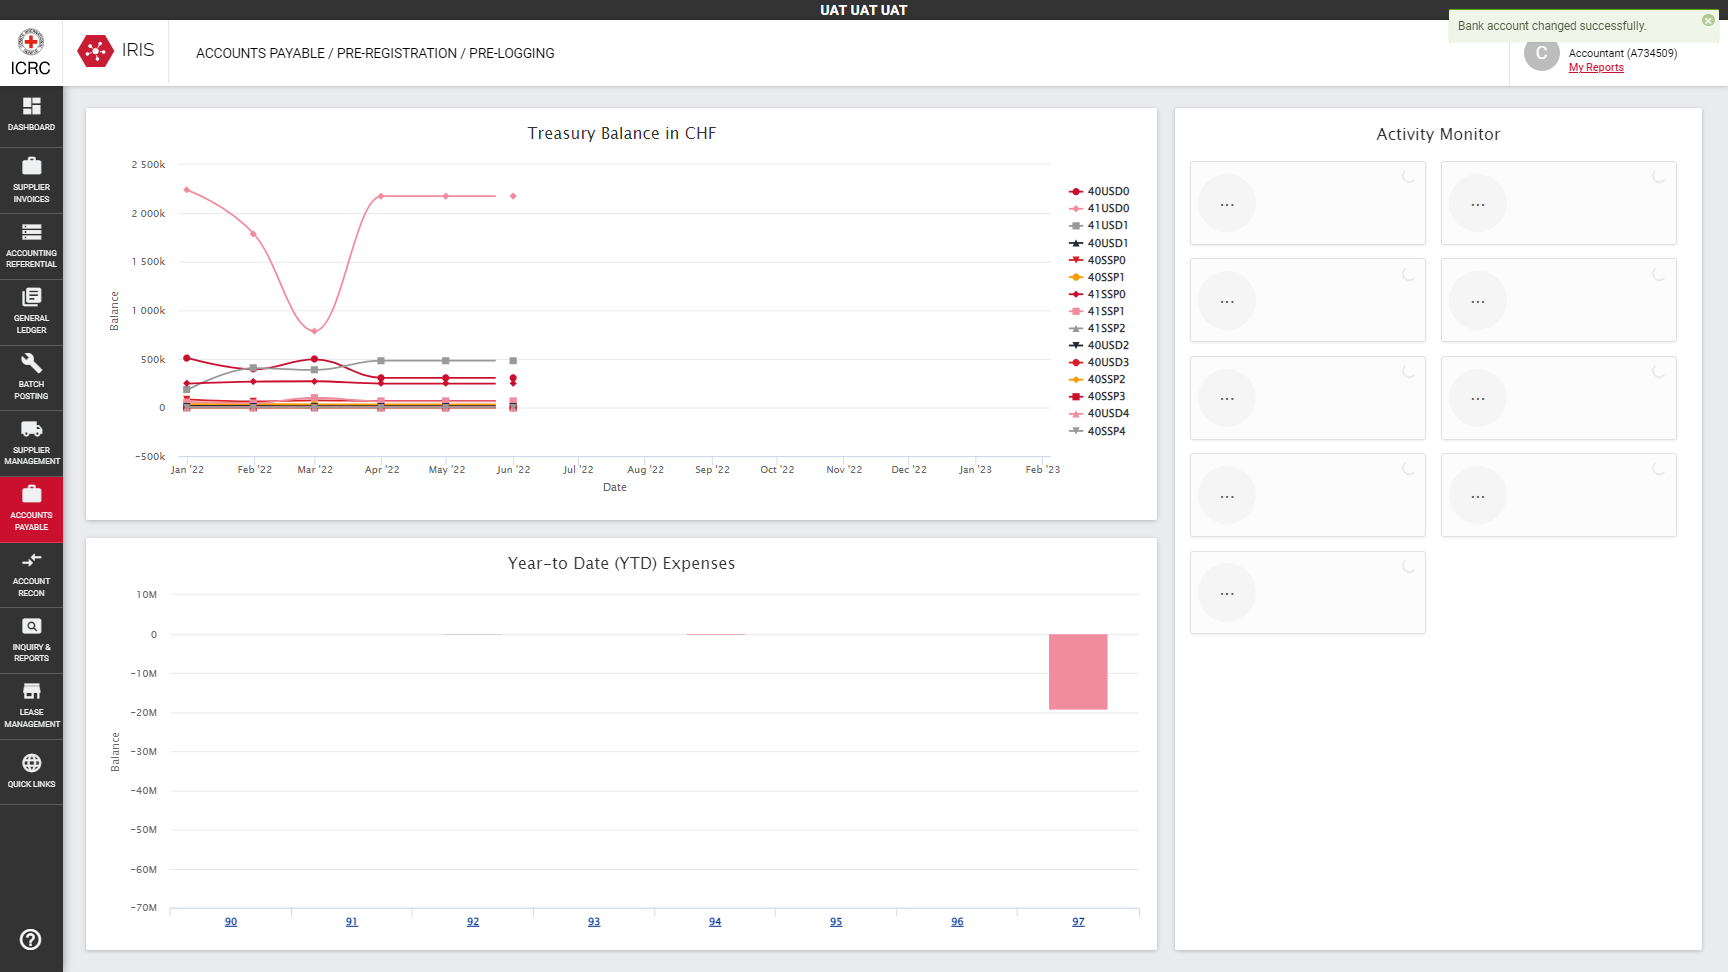 UAT UAT UAT
Bank account changed successfully.
ICRC
IRIS
ACCOUNTS PAYABLE / PRE-REGISTRATION / PRE-LOGGING
C
Accountant (A734509)
My Reports
DASHBOARD
SUPPLIER
INVOICES
ACCOUNTING
REFERENTIAL
GENERAL
LEDGER
BATCH
POSTING
SUPPLIER
MANAGEMENT
ACCOUNTS
PAYABLE
ACCOUNT
RECON
INQUIRY &
REPORTS
LEASE
MANAGEMENT
QUICK LINKS
Treasury Balance in CHF
2 500k
2 000k
1 500k
1 000k
500k
0
−500k
Balance
Jan '22 Feb '22 Mar '22 Apr '22 May '22 Jun '22 Jul '22 Aug '22 Sep '22 Oct '22 Nov '22 Dec '22 Jan '23 Feb '23
Date
40USD0
41USD0
41USD1
40USD1
40SSP0
40SSP1
41SSP0
41SSP1
41SSP2
40USD2
40USD3
40SSP2
40SSP3
40USD4
40SSP4
Year-to Date (YTD) Expenses
10M
0
−10M
−20M
−30M
−40M
−50M
−60M
−70M
Balance
90 91 92 93 94 95 96 97
Activity Monitor
... ...
... ...
... ...
... ...
...